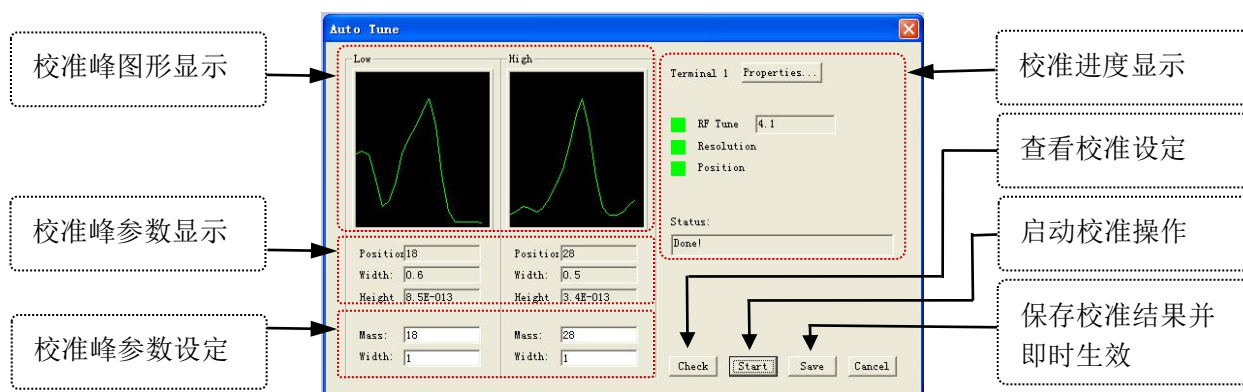 Auto Tune
校准峰图形显示
校准峰参数显示
校准峰参数设定
Low
High
Position 18
Position 28
Width: 0.6
Width: 0.5
Height 8.5E-013
Height 3.4E-013
Mass: 18
Mass: 28
Width: 1
Width: 1
Terminal 1 Properties...
RF Tune 4.1
Resolution
Position
Status:
Done!
Check Start Save Cancel
校准进度显示
查看校准设定
启动校准操作
保存校准结果并
即时生效